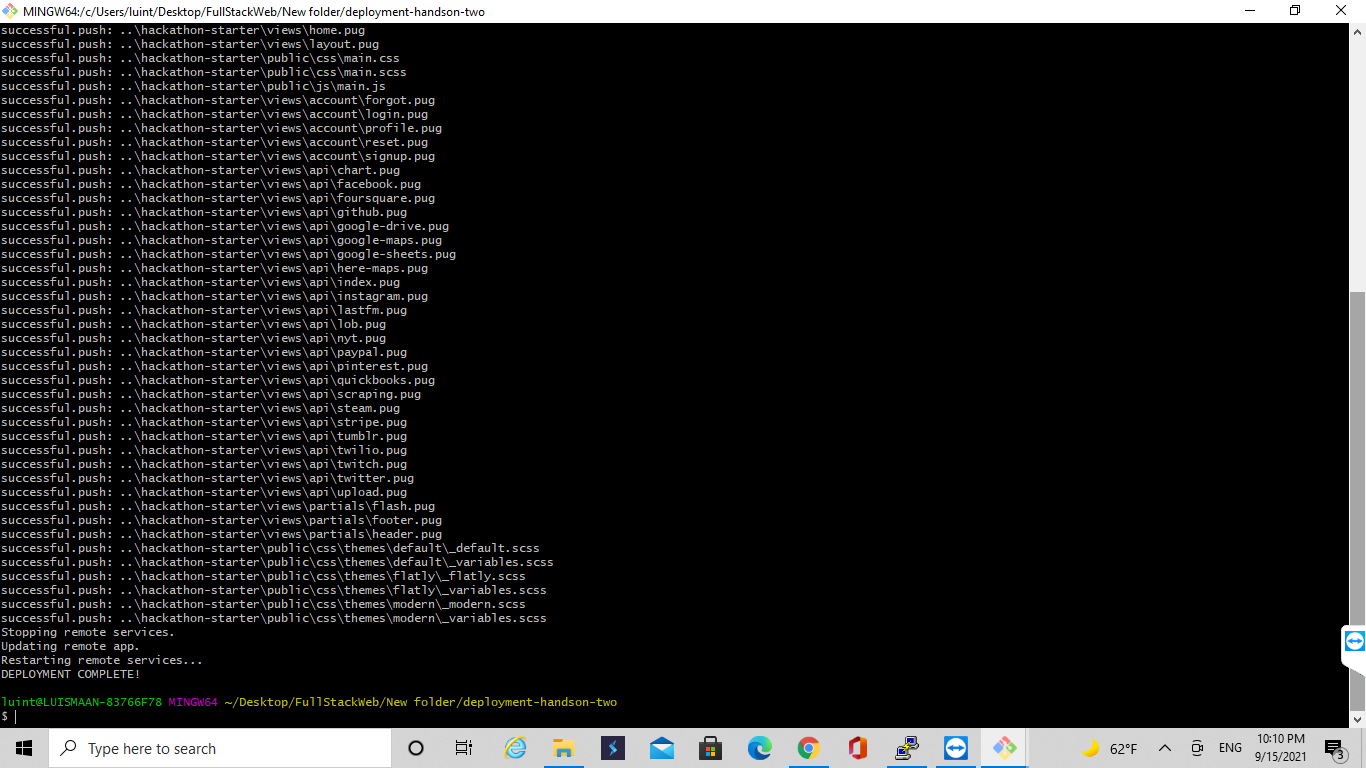 MINGW64:/c/Users/luint/Desktop/FullStackWeb/New folder/deployment-handson-two
successful.push: ..\hackathon-starter\views\home.pug
successful.push: ..\hackathon-starter\views\layout.pug
successful.push: ..\hackathon-starter\public\css\main.css
successful.push: ..\hackathon-starter\public\css\main.scss
successful.push: ..\hackathon-starter\public\js\main.js
successful.push: ..\hackathon-starter\views\account\forgot.pug
successful.push: ..\hackathon-starter\views\account\login.pug
successful.push: ..\hackathon-starter\views\account\profile.pug
successful.push: ..\hackathon-starter\views\account\reset.pug
successful.push: ..\hackathon-starter\views\account\signup.pug
successful.push: ..\hackathon-starter\views\api\chart.pug
successful.push: ..\hackathon-starter\views\api\facebook.pug
successful.push: ..\hackathon-starter\views\api\foursquare.pug
successful.push: ..\hackathon-starter\views\api\github.pug
successful.push: ..\hackathon-starter\views\api\google-drive.pug
successful.push: ..\hackathon-starter\views\api\google-maps.pug
successful.push: ..\hackathon-starter\views\api\google-sheets.pug
successful.push: ..\hackathon-starter\views\api\here-maps.pug
successful.push: ..\hackathon-starter\views\api\index.pug
successful.push: ..\hackathon-starter\views\api\instagram.pug
successful.push: ..\hackathon-starter\views\api\lastfm.pug
successful.push: ..\hackathon-starter\views\api\lob.pug
successful.push: ..\hackathon-starter\views\api\nyt.pug
successful.push: ..\hackathon-starter\views\api\paypal.pug
successful.push: ..\hackathon-starter\views\api\pinterest.pug
successful.push: ..\hackathon-starter\views\api\quickbooks.pug
successful.push: ..\hackathon-starter\views\api\scraping.pug
successful.push: ..\hackathon-starter\views\api\steam.pug
successful.push: ..\hackathon-starter\views\api\stripe.pug
successful.push: ..\hackathon-starter\views\api\tumblr.pug
successful.push: ..\hackathon-starter\views\api\twilio.pug
successful.push: ..\hackathon-starter\views\api\twitch.pug
successful.push: ..\hackathon-starter\views\api\twitter.pug
successful.push: ..\hackathon-starter\views\api\upload.pug
successful.push: ..\hackathon-starter\views\partials\flash.pug
successful.push: ..\hackathon-starter\views\partials\footer.pug
successful.push: ..\hackathon-starter\views\partials\header.pug
successful.push: ..\hackathon-starter\public\css\themes\default\_default.scss
successful.push: ..\hackathon-starter\public\css\themes\default\_variables.scss
successful.push: ..\hackathon-starter\public\css\themes\flatly\_flatly.scss
successful.push: ..\hackathon-starter\public\css\themes\flatly\_variables.scss
successful.push: ..\hackathon-starter\public\css\themes\modern\_modern.scss
successful.push: ..\hackathon-starter\public\css\themes\modern\_variables.scss
Stopping remote services.
Updating remote app.
Restarting remote services...
DEPLOYMENT COMPLETE!
luint@LUISMAAN-83766F78 MINGW64 ~/Desktop/FullStackWeb/New folder/deployment-handson-two
$
Type here to search
62°F
ENG
10:10 PM
9/15/2021
3